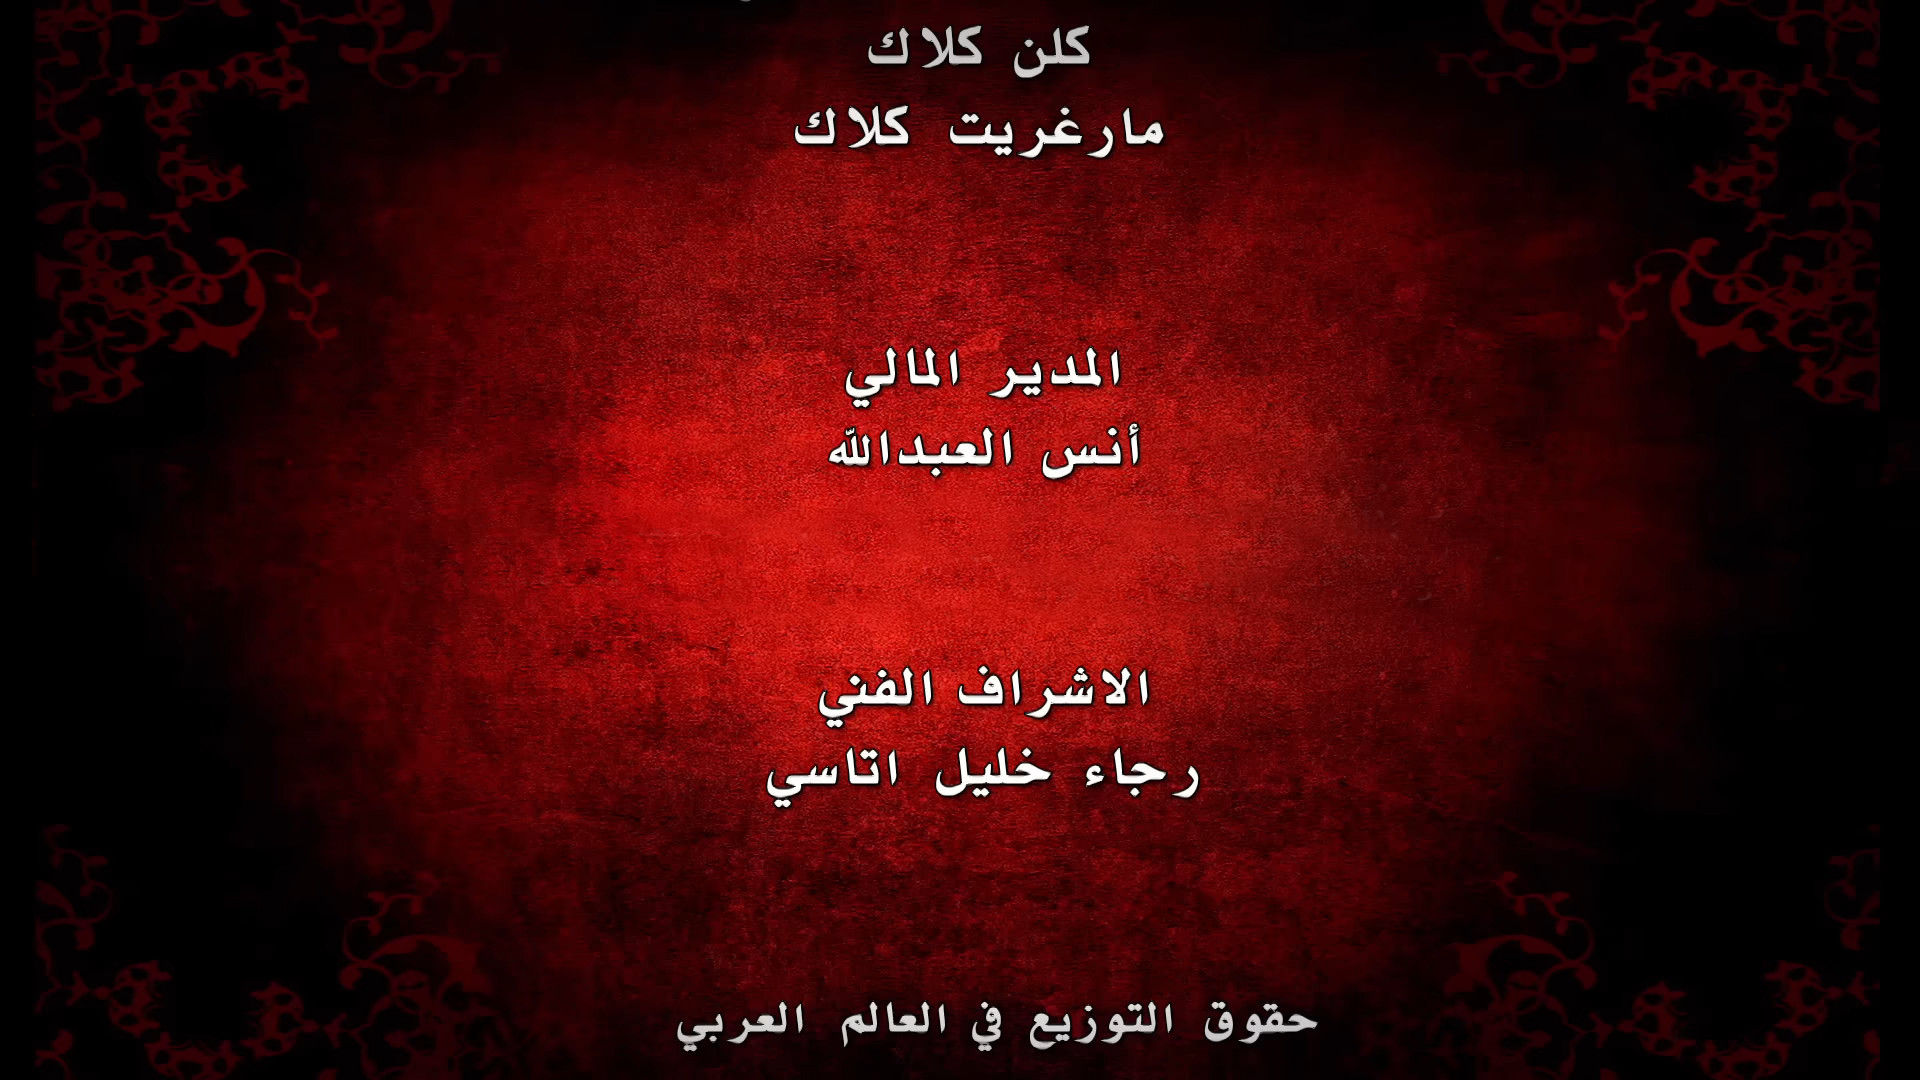 كلن كلاك
مارغريت كلاك
المدير المالي
أنس العبدالله
الاشراف الفني
رجاء خليل اتاسي
حقوق التوزيع في العالم العربي